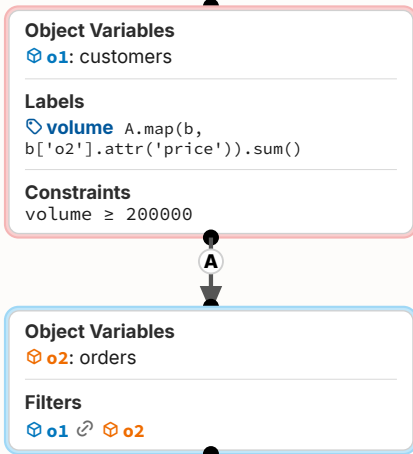 Object Variables
o1: customers
Labels
volume A.map(b,
b['o2'].attr('price')).sum()
Constraints
volume ≥ 200000
A
Object Variables
o2: orders
Filters
o1 o2